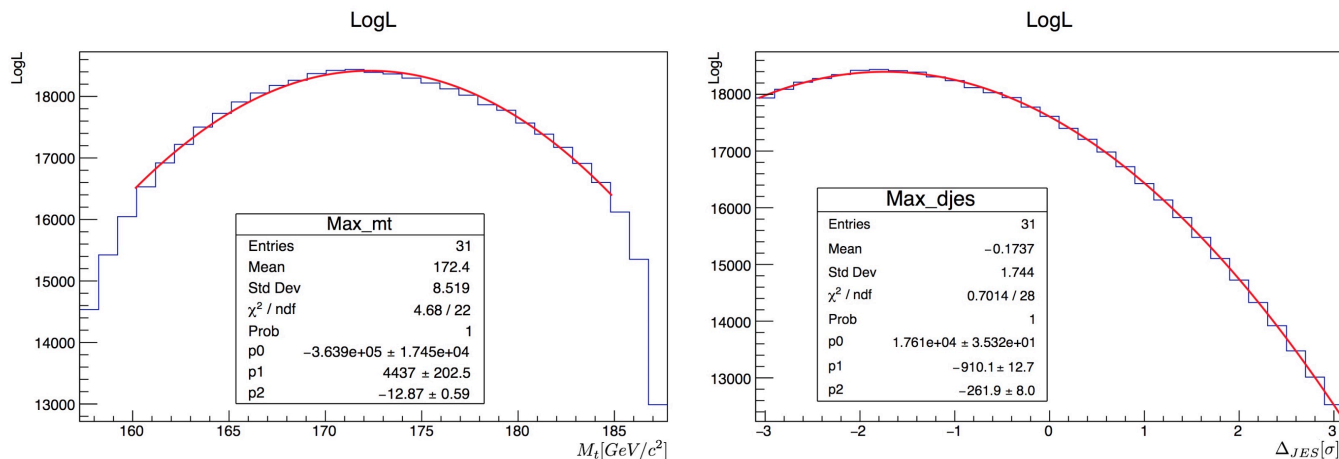 LogL
LogL
18000
17000
16000
15000
14000
13000
Max_mt
Entries 31
Mean 172.4
Std Dev 8.519
χ² / ndf 4.68 / 22
Prob 1
p0 −3.639e+05 ± 1.745e+04
p1 4437 ± 202.5
p2 −12.87 ± 0.59
160 165 170 175 180 185
M_t[GeV/c²]
LogL
LogL
18000
17000
16000
15000
14000
13000
Max_djes
Entries 31
Mean −0.1737
Std Dev 1.744
χ² / ndf 0.7014 / 28
Prob 1
p0 1.761e+04 ± 3.532e+01
p1 −910.1 ± 12.7
p2 −261.9 ± 8.0
−3 −2 −1 0 1 2 3
Δ_JES[σ]